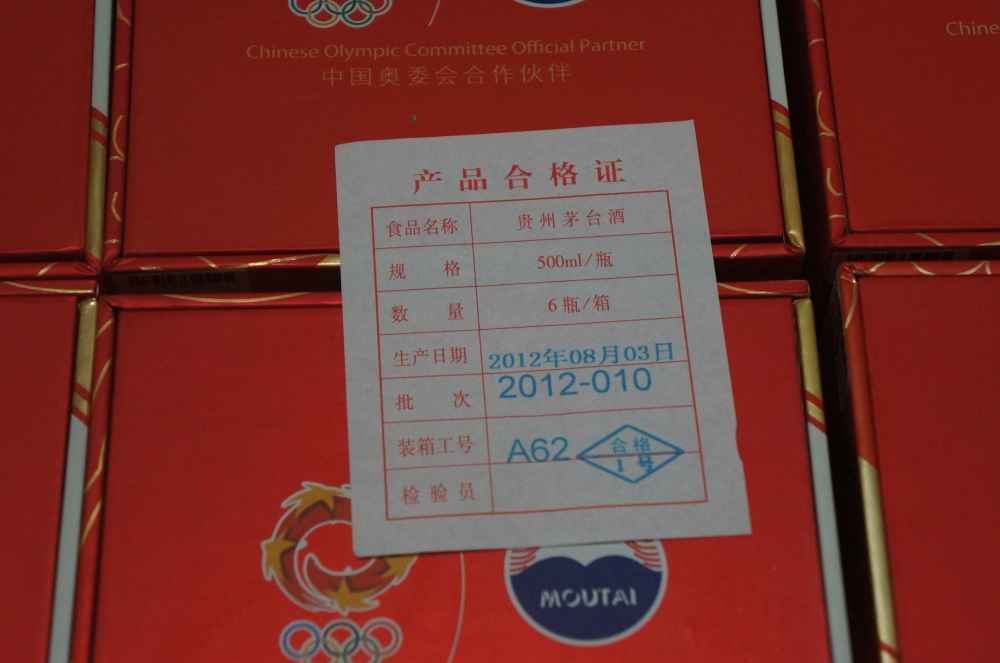 Chinese Olympic Committee Official Partner
中国奥委会合作伙伴
Chine
产品合格证
食品名称 贵州茅台酒
规格 500ml/瓶
数量 6瓶/箱
生产日期 2012年08月03日
批次 2012-010
装箱工号 A62
合格
1号
检验员
MOUTAI